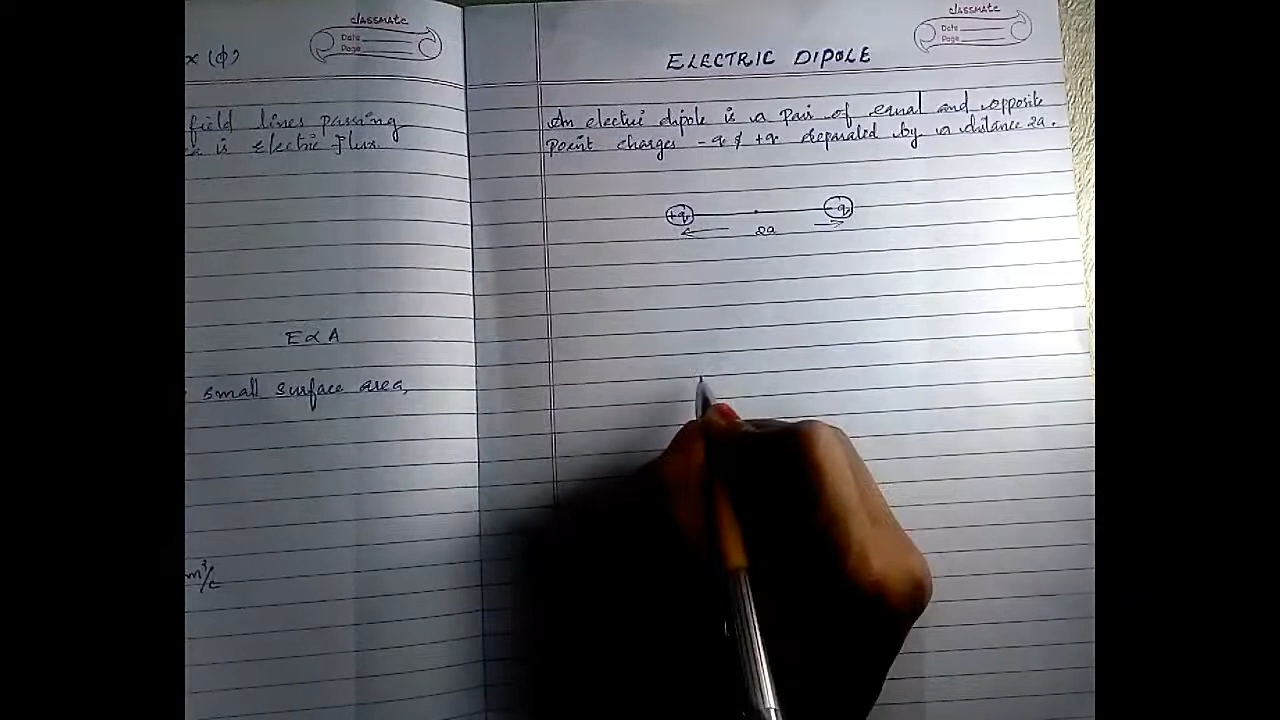 classmate
Date
Page
x (ϕ)
field lines passing
is electric flux.
E ∝ A
small surface area,
m³/c
classmate
Date
Page
ELECTRIC DIPOLE
An electric dipole is a pair of equal and opposite
point charges -q & +q separated by a distance 2a.
+q -q
2a